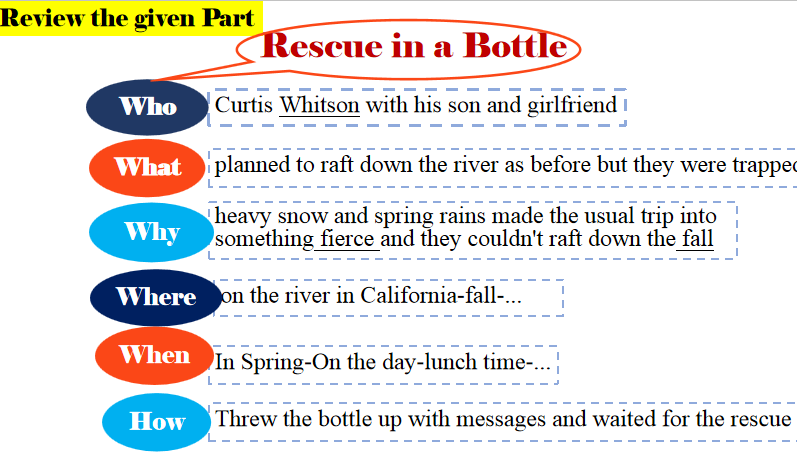 Review the given Part
Rescue in a Bottle
Who
Curtis Whitson with his son and girlfriend
What
planned to raft down the river as before but they were trapped
Why
heavy snow and spring rains made the usual trip into
something fierce and they couldn't raft down the fall
Where
on the river in California-fall-...
When
In Spring-On the day-lunch time-...
How
Threw the bottle up with messages and waited for the rescue